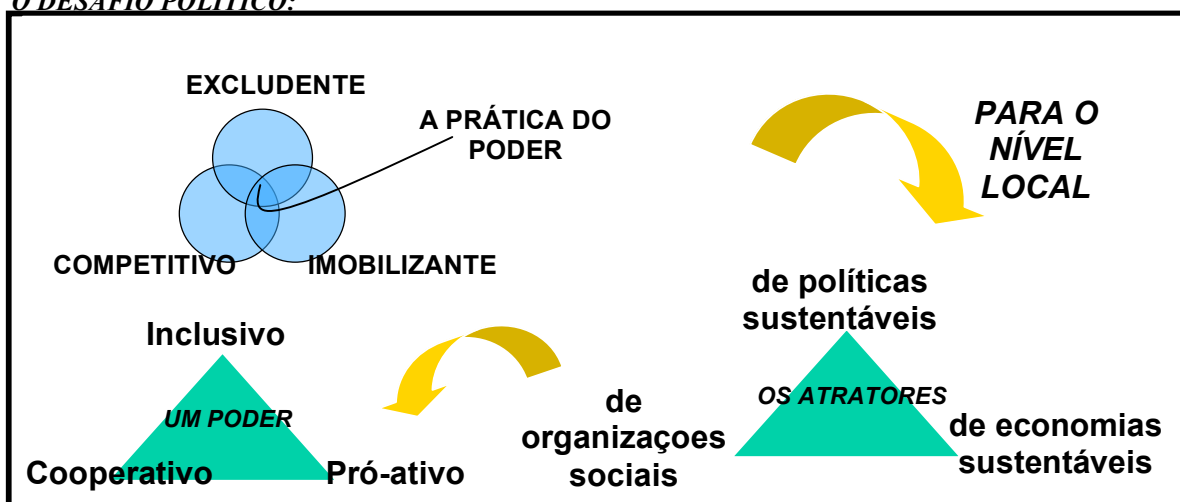 O DESAFIO POLÍTICO:
EXCLUDENTE
A PRÁTICA DO
PODER
COMPETITIVO
IMOBILIZANTE
PARA O
NÍVEL
LOCAL
de políticas
sustentáveis
OS ATRATORES
de
organizaçoes
sociais
de economias
sustentáveis
Inclusivo
UM PODER
Cooperativo
Pró-ativo